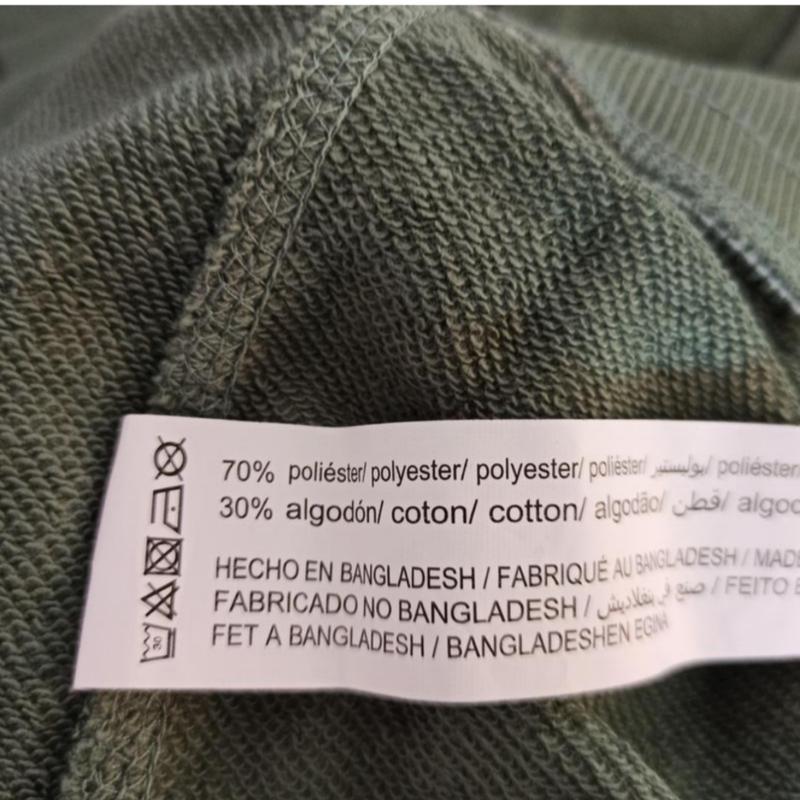 70% poliéster/ polyester/ polyester/ poliéster/ بوليستير/ poliéster
30% algodón/ coton/ cotton/ algodão/ قطن/ algo
HECHO EN BANGLADESH / FABRIQUÉ AU BANGLADESH / MADE
FABRICADO NO BANGLADESH / صنع في بنغلاديش / FEITO
FET A BANGLADESH / BANGLADESHEN EGINA
30